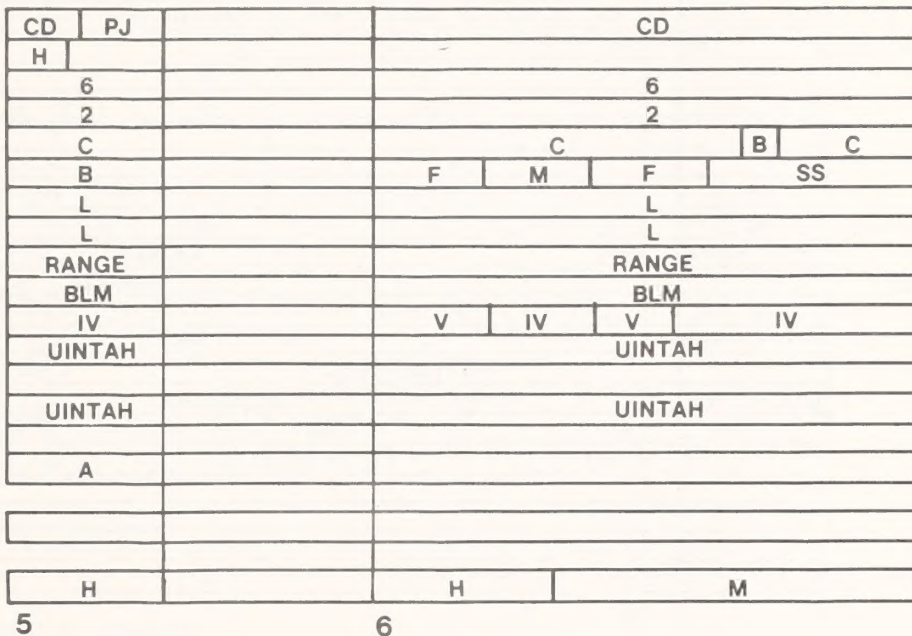 CD PJ CD
H
6 6
2 2
C C B C
B F M F SS
L L
L L
RANGE RANGE
BLM BLM
IV V IV V IV
UINTAH UINTAH
UINTAH UINTAH
A
H H M
5 6